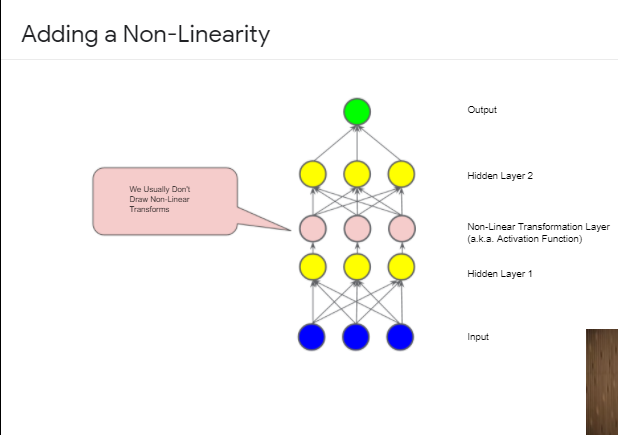 Adding a Non-Linearity
Output
We Usually Don't
Draw Non-Linear
Transforms
Hidden Layer 2
Non-Linear Transformation Layer
(a.k.a. Activation Function)
Hidden Layer 1
Input